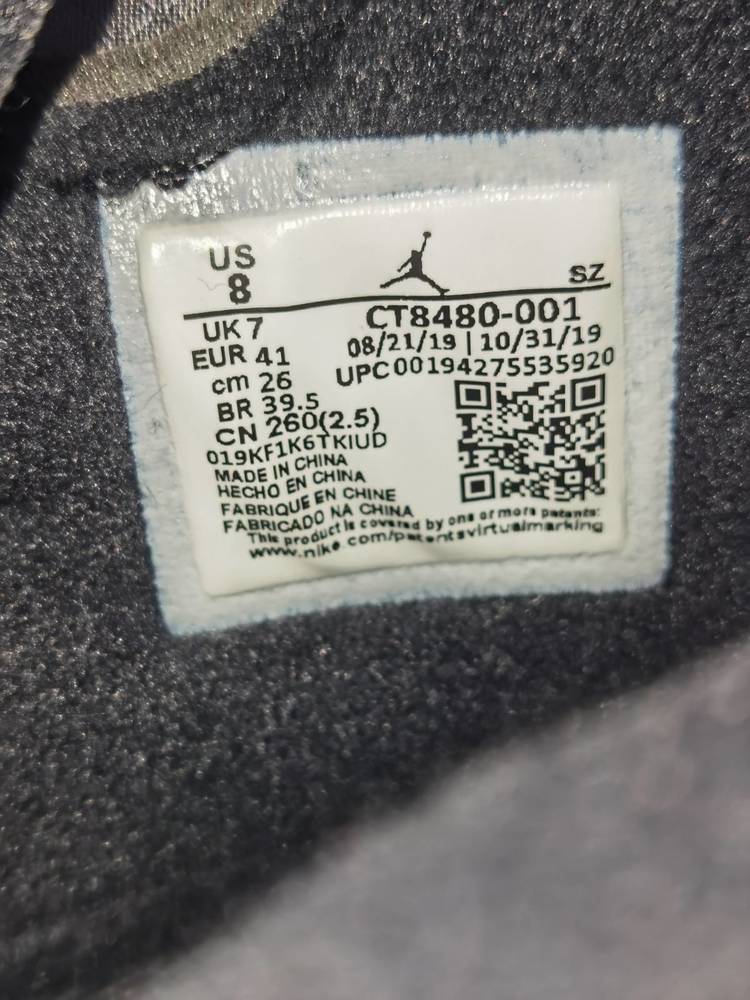 US
8
SZ
UK 7
EUR 41
cm 26
BR 39.5
CN 260(2.5)
CT8480-001
08/21/19 | 10/31/19
UPC 00194275535920
019KF1K6TKIUD
MADE IN CHINA
HECHO EN CHINA
FABRIQUE EN CHINE
FABRICADO NA CHINA
This product is covered by one or more patents:
www.nike.com/patentsvirtualmarking